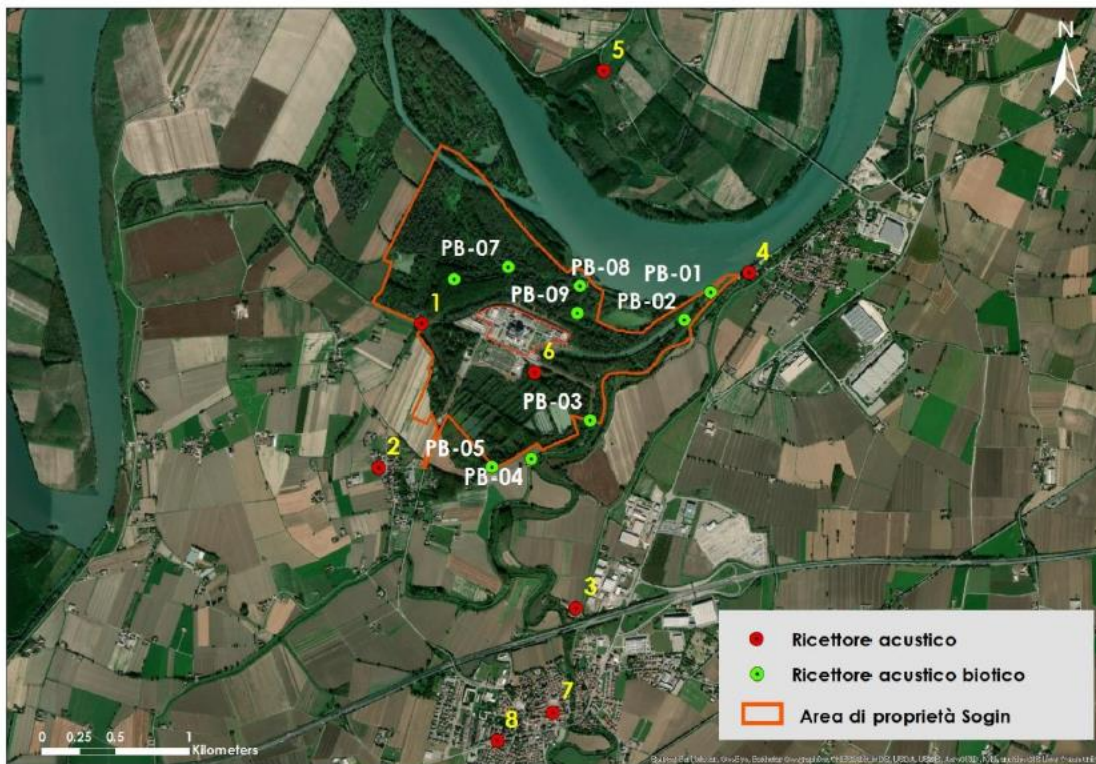 N
5
4
PB-07
PB-08
PB-01
PB-09
PB-02
1
6
PB-03
PB-05
2
PB-04
3
7
8
Ricettore acustico
Ricettore acustico biotico
Area di proprietà Sogin
0 0.25 0.5 1
Kilometers